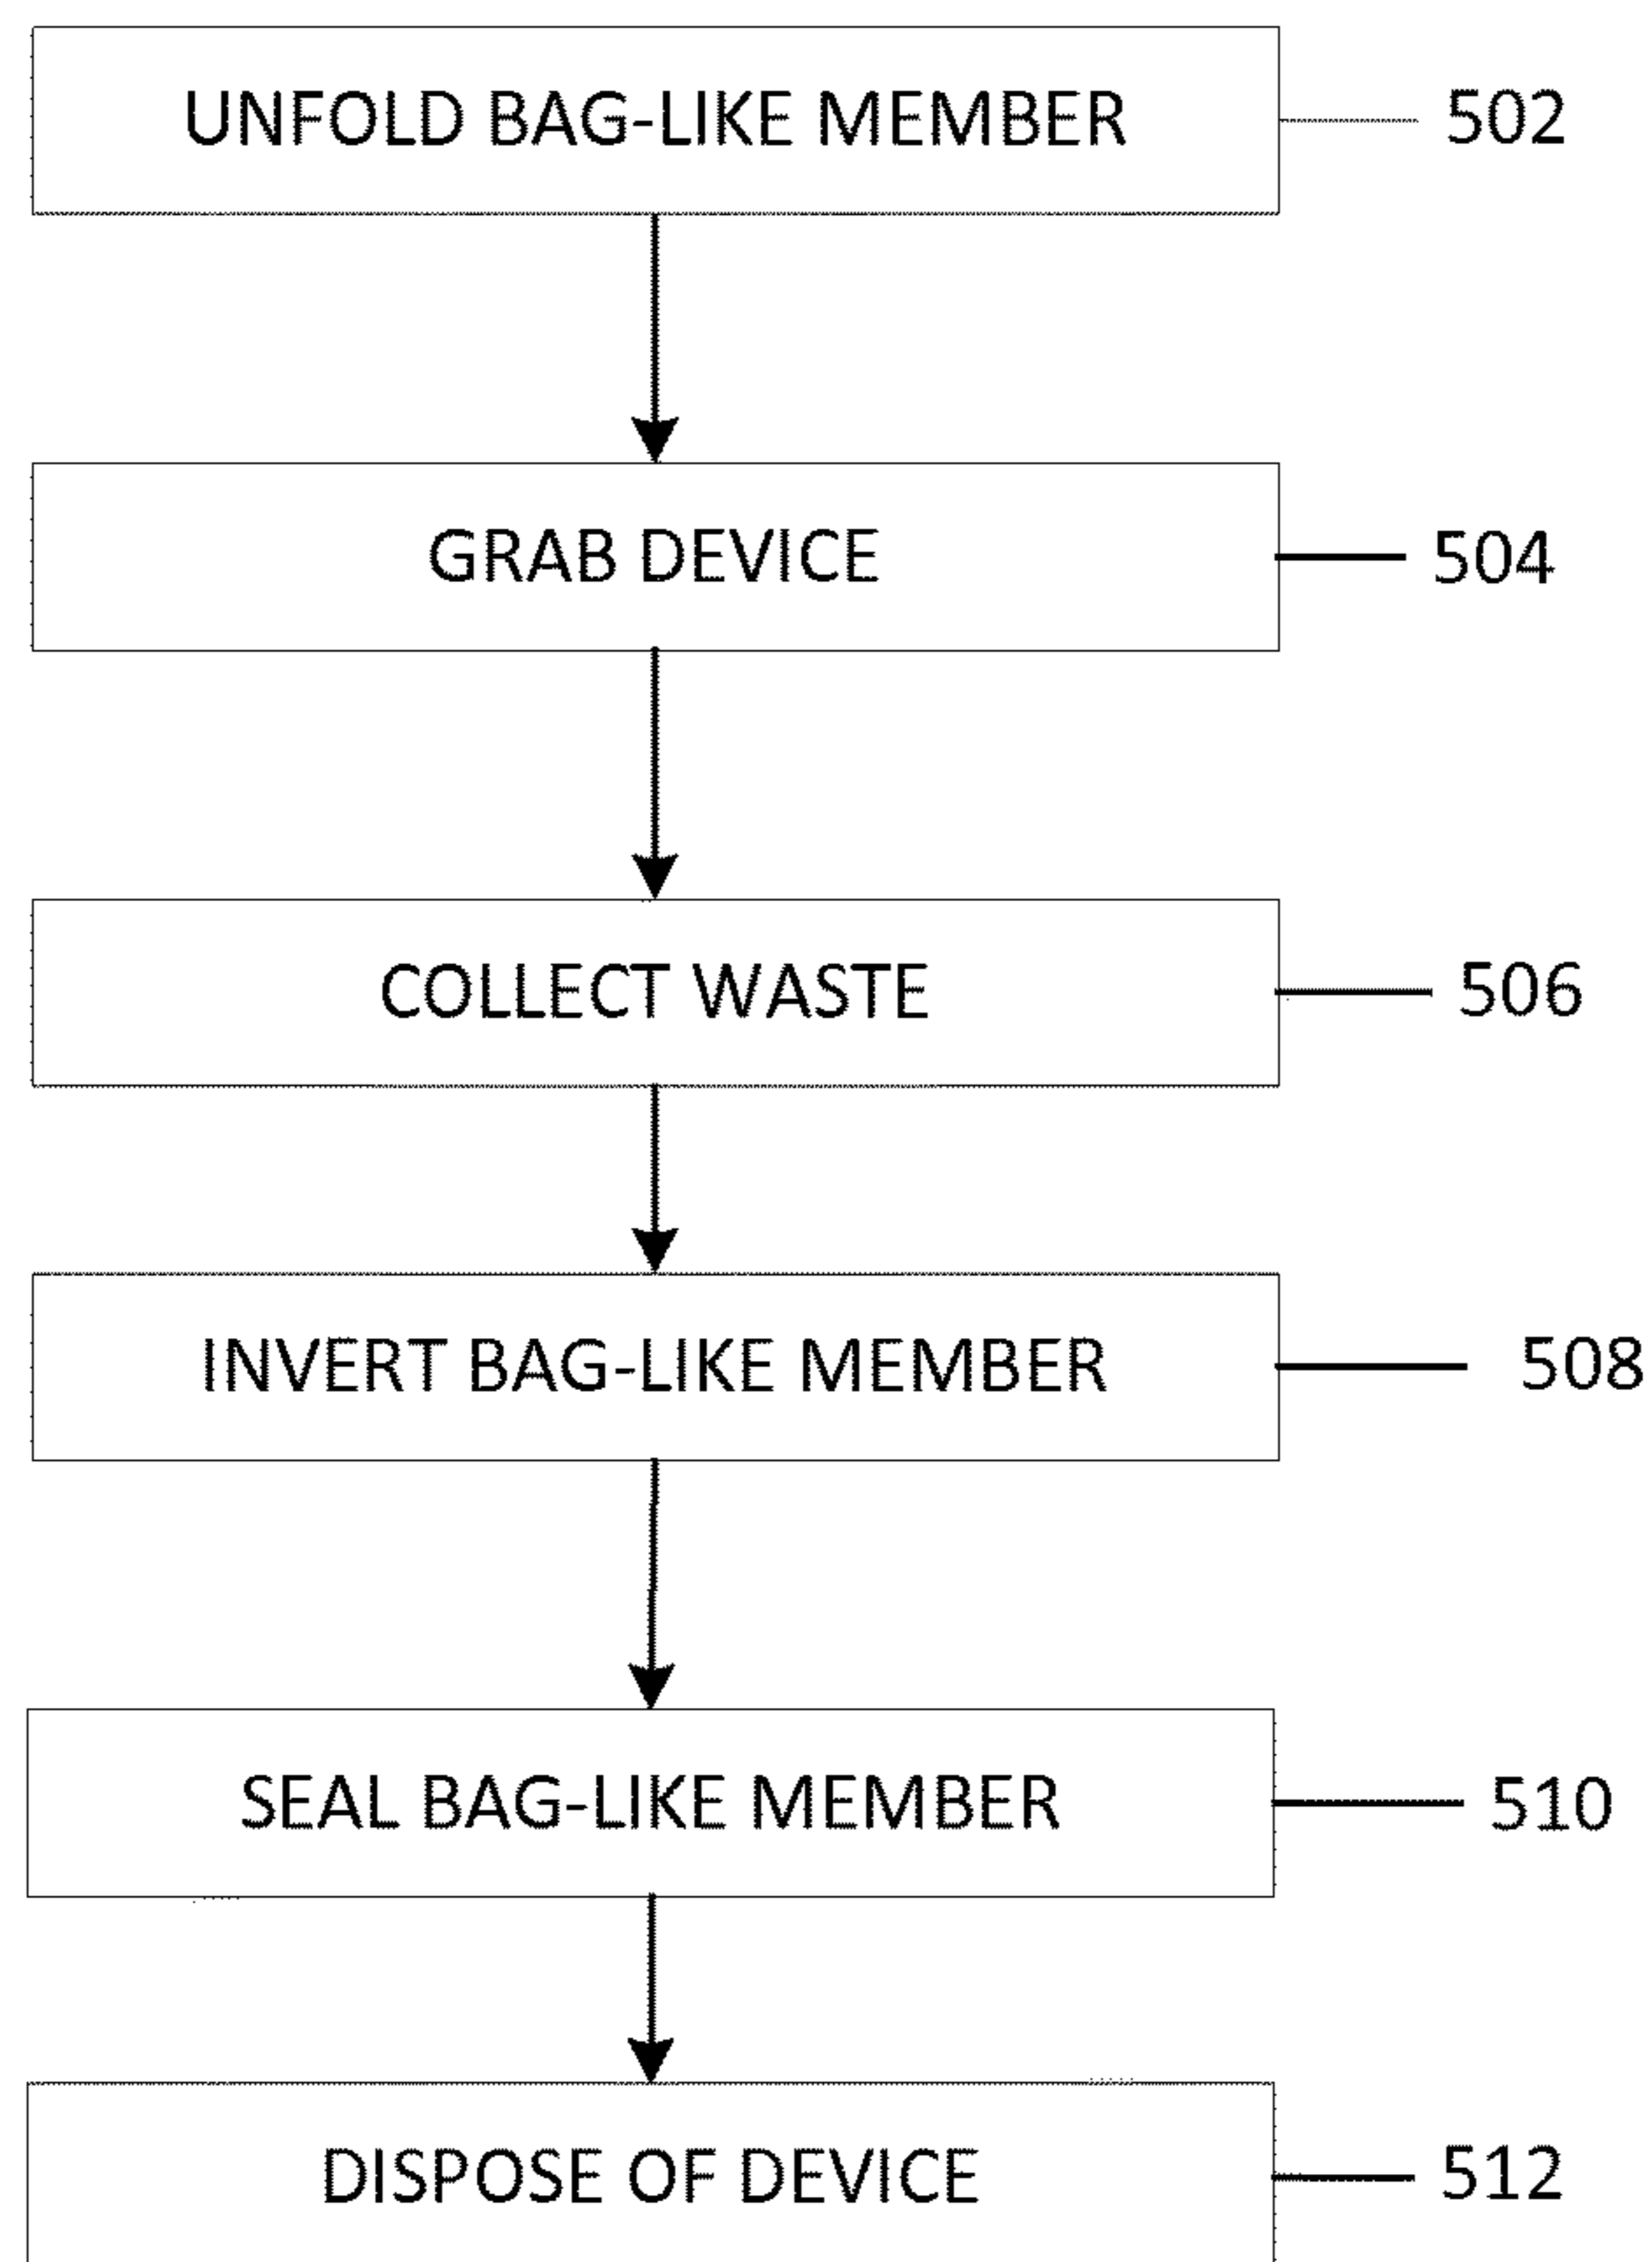 UNFOLD BAG-LIKE MEMBER 502
GRAB DEVICE 504
COLLECT WASTE 506
INVERT BAG-LIKE MEMBER 508
SEAL BAG-LIKE MEMBER 510
DISPOSE OF DEVICE 512